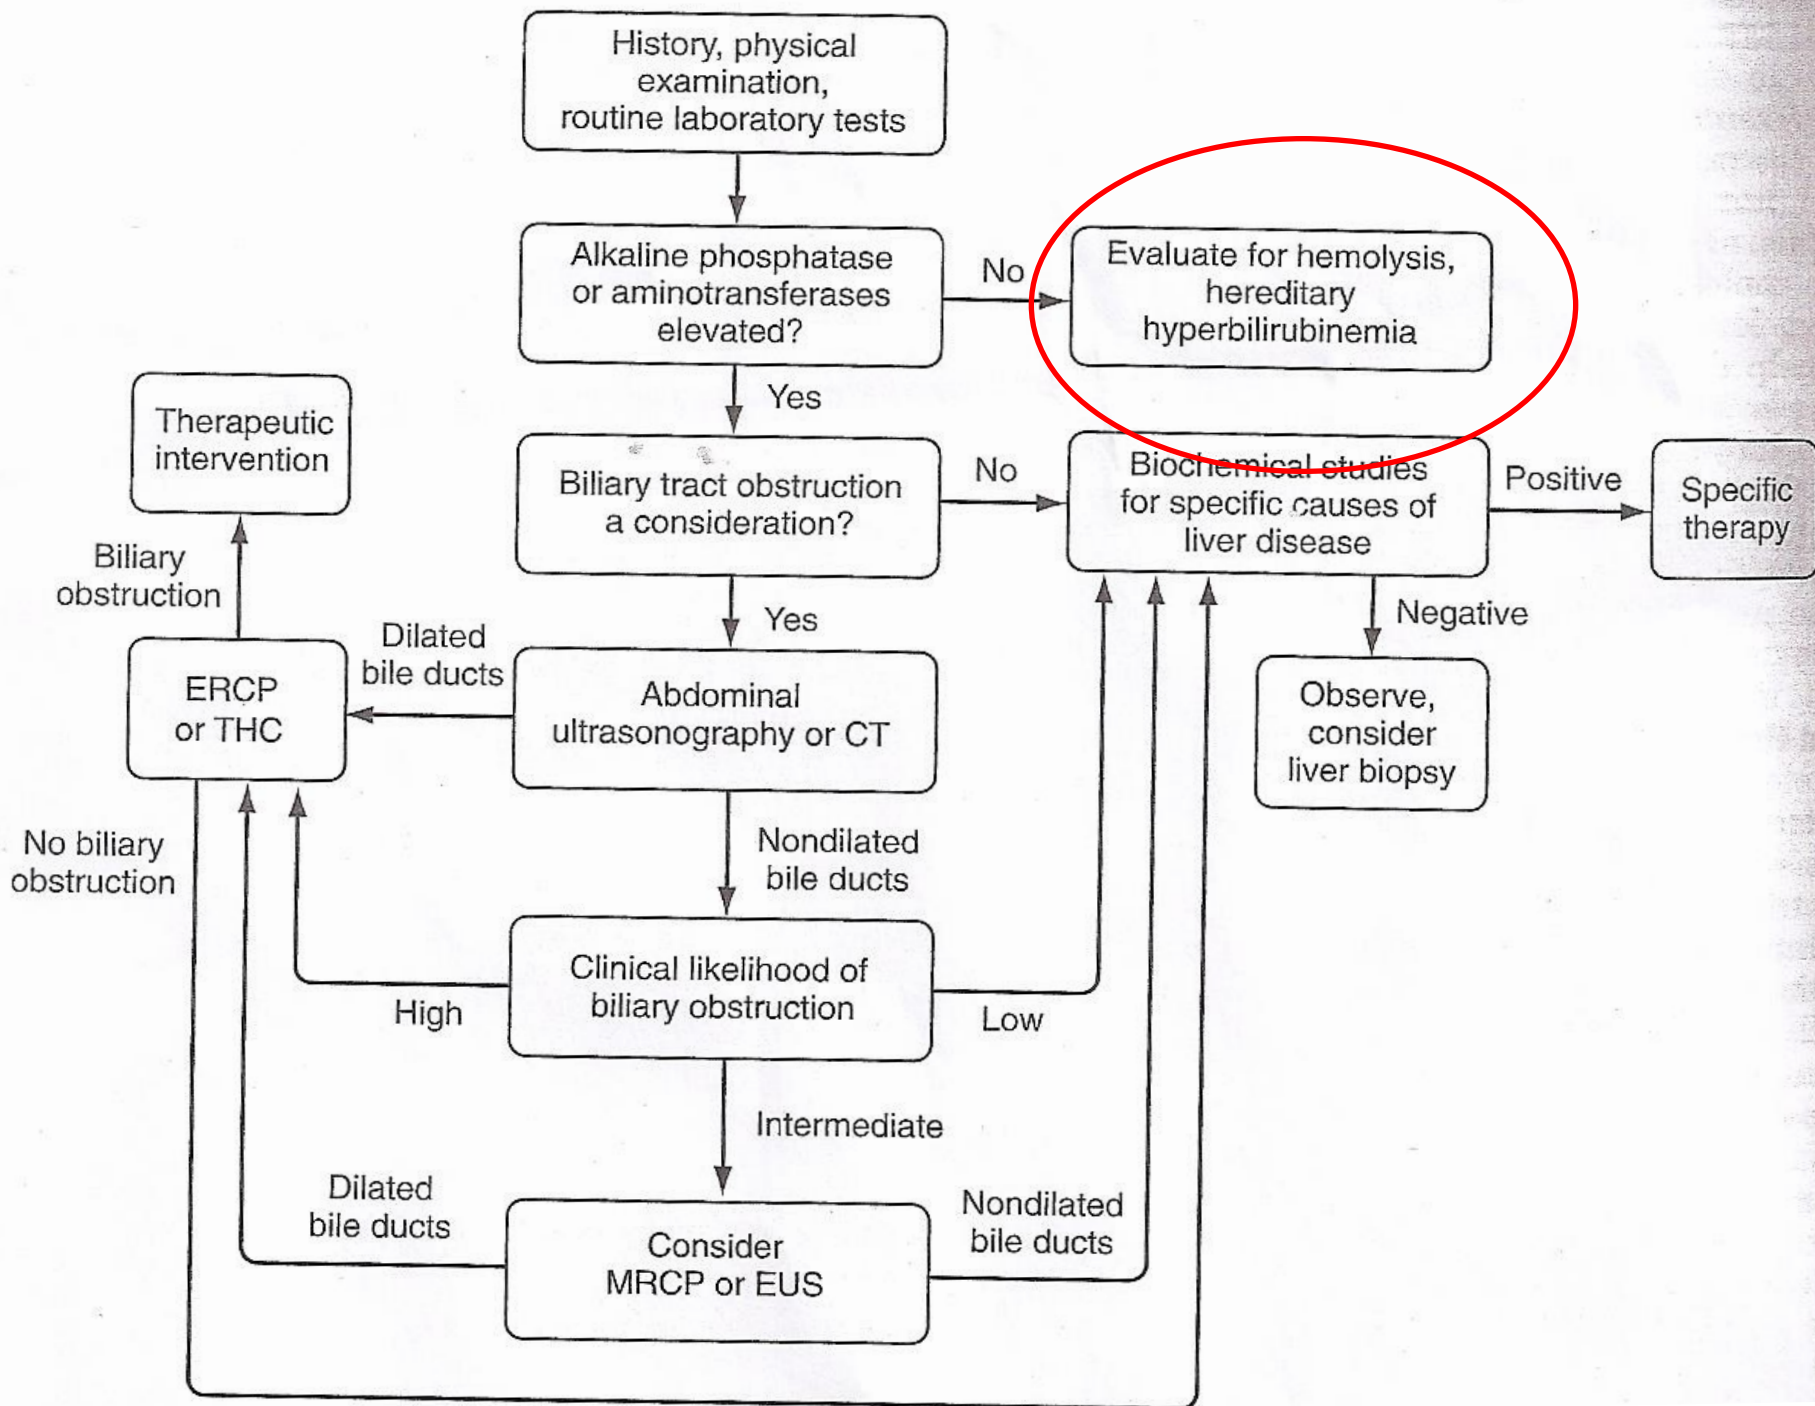 History, physical
examination,
routine laboratory tests
Alkaline phosphatase
or aminotransferases
elevated?
No
Evaluate for hemolysis,
hereditary
hyperbilirubinemia
Yes
Therapeutic
intervention
Biliary tract obstruction
a consideration?
No
Biochemical studies
for specific causes of
liver disease
Positive
Specific
therapy
Biliary
obstruction
Yes
Negative
Dilated
bile ducts
ERCP
or THC
Abdominal
ultrasonography or CT
Observe,
consider
liver biopsy
No biliary
obstruction
Nondilated
bile ducts
Clinical likelihood of
biliary obstruction
High
Low
Intermediate
Dilated
bile ducts
Consider
MRCP or EUS
Nondilated
bile ducts